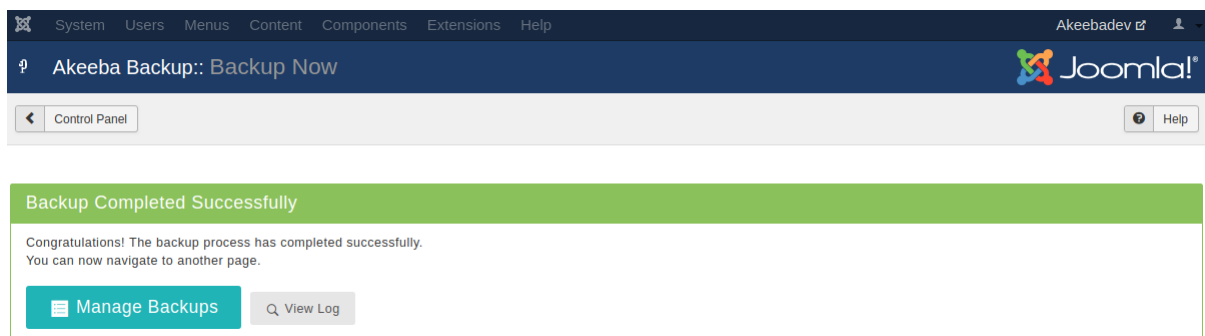 System Users Menus Content Components Extensions Help Akeebadev
Akeeba Backup:: Backup Now Joomla!®
Control Panel Help
Backup Completed Successfully
Congratulations! The backup process has completed successfully.
You can now navigate to another page.
Manage Backups View Log